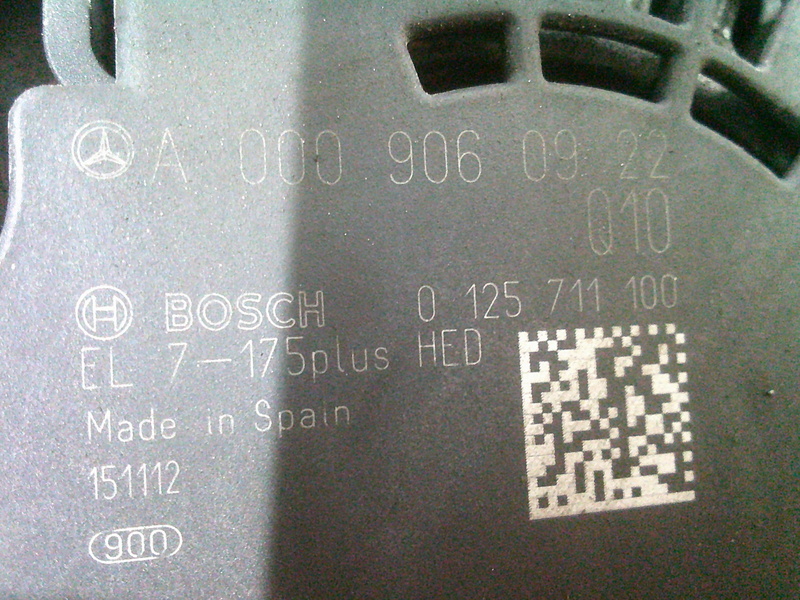 A 000 906 09 22
Q10
BOSCH 0 125 711 100
EL 7-175plus HED
Made in Spain
151112
900